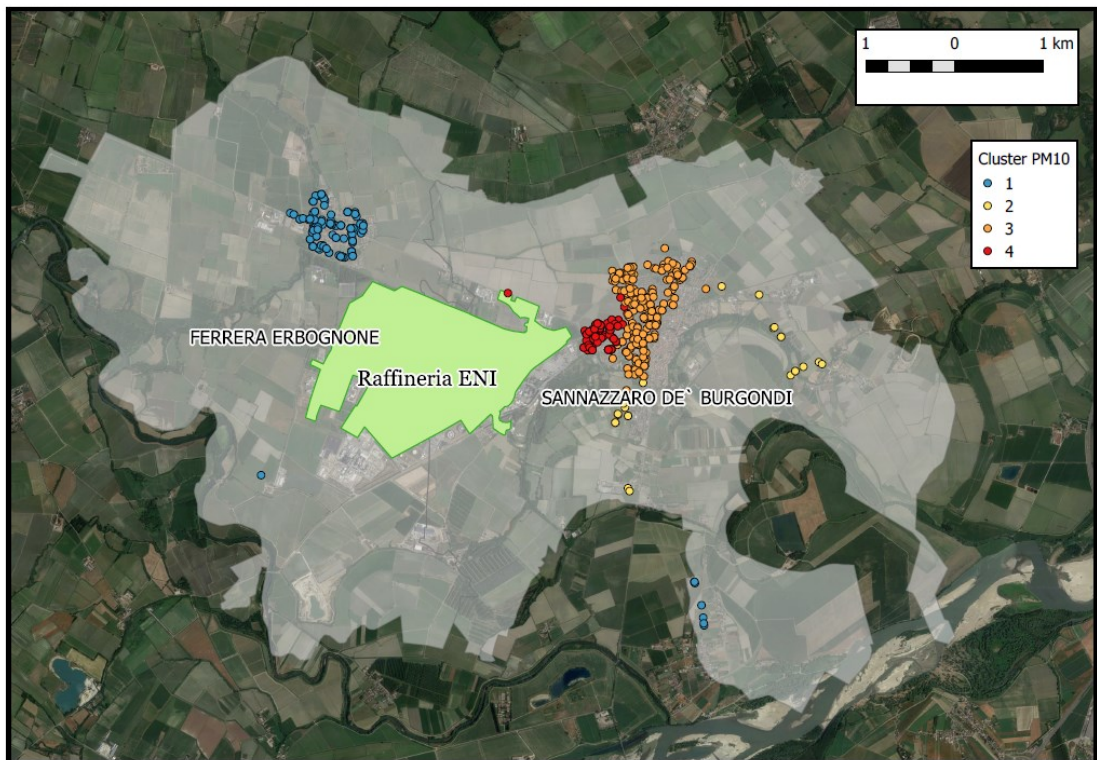 1 0 1 km
Cluster PM10
1
2
3
4
FERRERA ERBOGNONE
Raffineria ENI
SANNAZZARO DE` BURGONDI